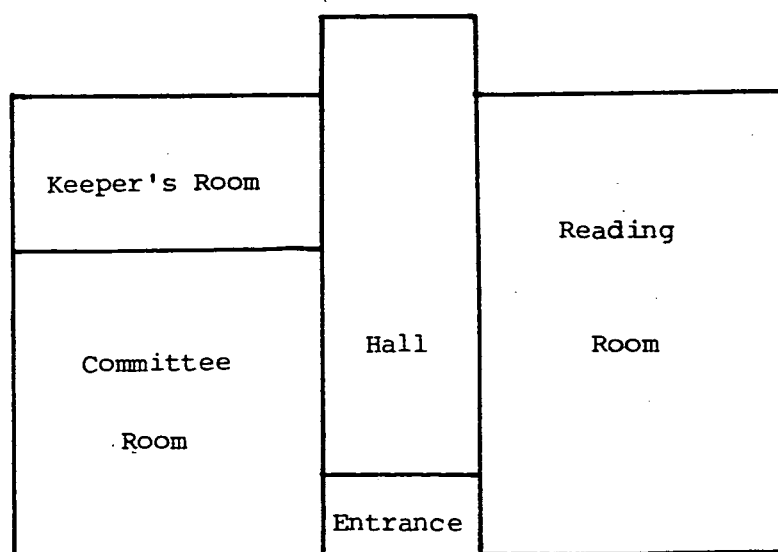 Keeper's Room
Reading
Room
Hall
Committee
Room
Entrance